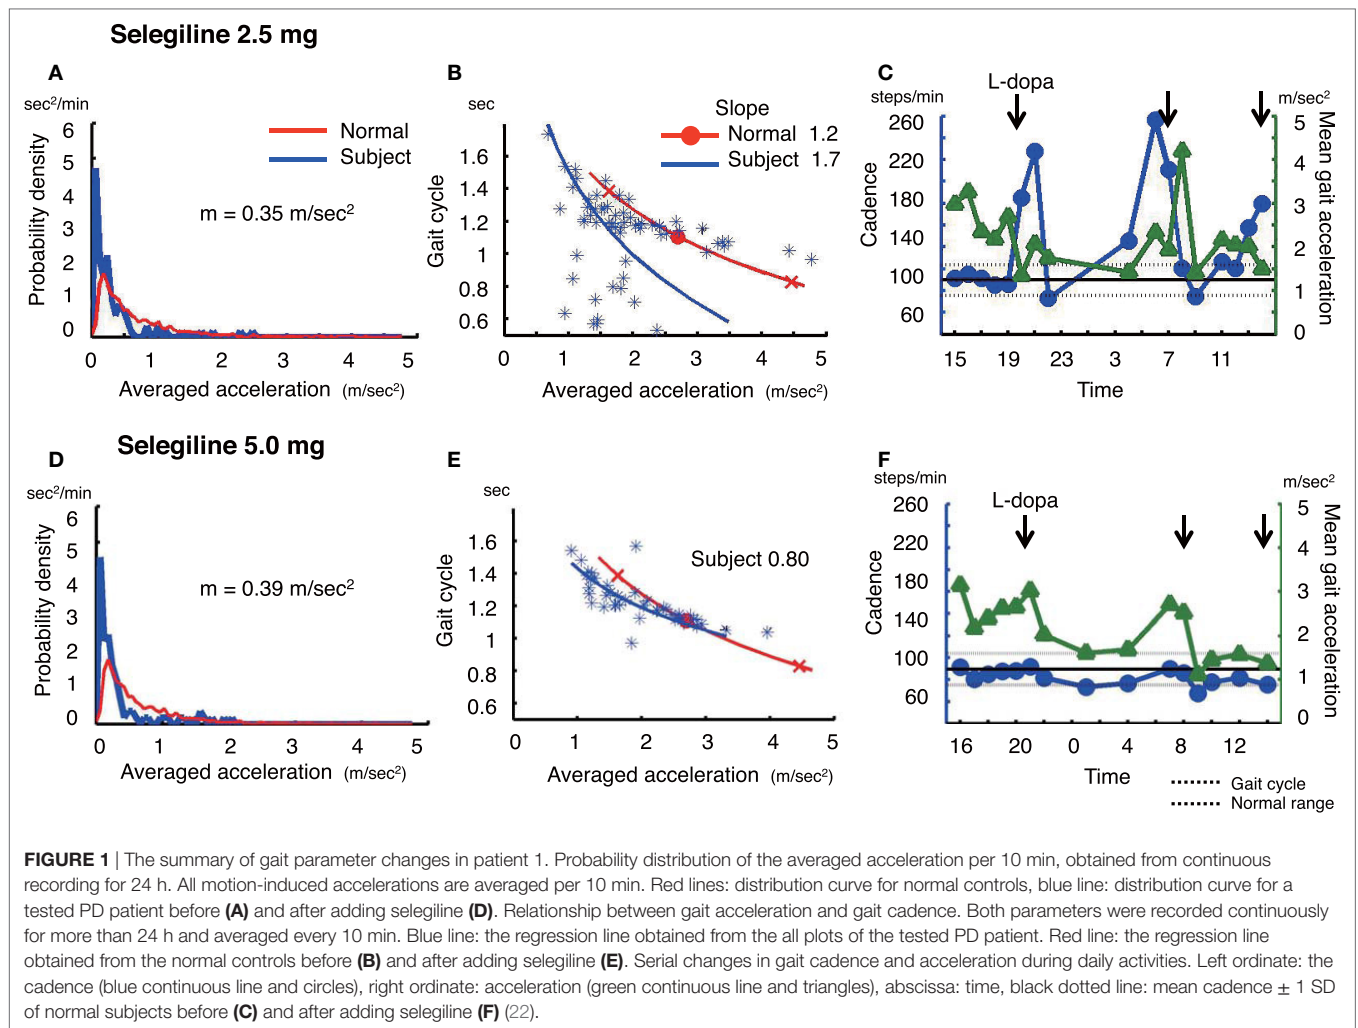 Selegiline 2.5 mg
A
sec²/min
Probability density
6
5
4
3
2
1
0
Normal
Subject
m = 0.35 m/sec²
0 1 2 3 4 5
Averaged acceleration (m/sec²)
B
sec
Gait cycle
1.6
1.4
1.2
1
0.8
0.6
Slope
Normal 1.2
Subject 1.7
0 1 2 3 4 5
Averaged acceleration (m/sec²)
C
L-dopa
steps/min
m/sec²
Cadence
260
220
180
140
100
60
5
4
3
2
1
0
Mean gait acceleration
15 19 23 3 7 11
Time
Selegiline 5.0 mg
D
sec²/min
Probability density
6
5
4
3
2
1
0
m = 0.39 m/sec²
0 1 2 3 4 5
Averaged acceleration (m/sec²)
E
sec
Gait cycle
1.6
1.4
1.2
1
0.8
0.6
Subject 0.80
0 1 2 3 4 5
Averaged acceleration (m/sec²)
F
steps/min
m/sec²
L-dopa
Cadence
260
220
180
140
100
60
5
4
3
2
1
0
Mean gait acceleration
16 20 0 4 8 12
Time
Gait cycle
Normal range
FIGURE 1 | The summary of gait parameter changes in patient 1. Probability distribution of the averaged acceleration per 10 min, obtained from continuous
recording for 24 h. All motion-induced accelerations are averaged per 10 min. Red lines: distribution curve for normal controls, blue line: distribution curve for a
tested PD patient before (A) and after adding selegiline (D). Relationship between gait acceleration and gait cadence. Both parameters were recorded continuously
for more than 24 h and averaged every 10 min. Blue line: the regression line obtained from the all plots of the tested PD patient. Red line: the regression line
obtained from the normal controls before (B) and after adding selegiline (E). Serial changes in gait cadence and acceleration during daily activities. Left ordinate: the
cadence (blue continuous line and circles), right ordinate: acceleration (green continuous line and triangles), abscissa: time, black dotted line: mean cadence ± 1 SD
of normal subjects before (C) and after adding selegiline (F) (22).